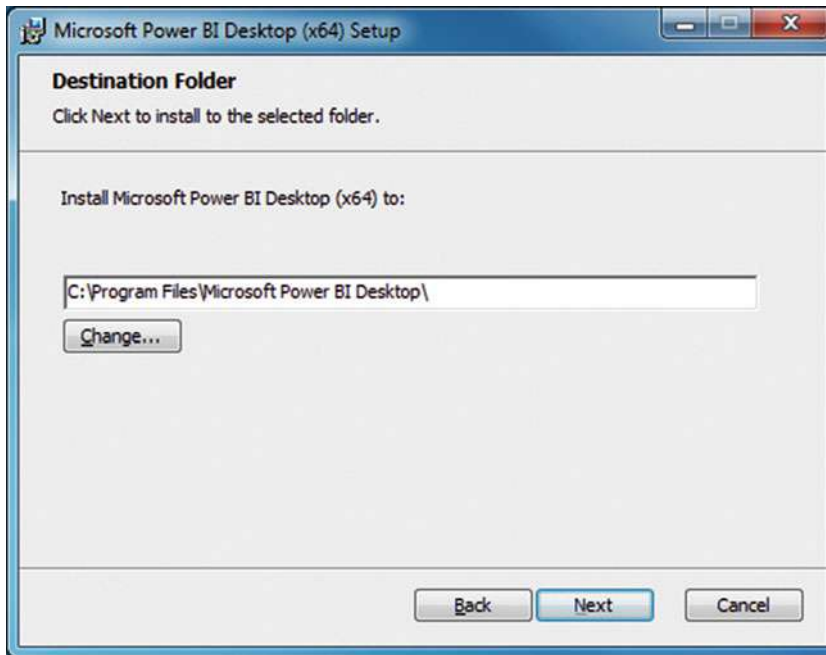 Microsoft Power BI Desktop (x64) Setup
Destination Folder
Click Next to install to the selected folder.
Install Microsoft Power BI Desktop (x64) to:
C:\Program Files\Microsoft Power BI Desktop\
Change...
Back Next Cancel